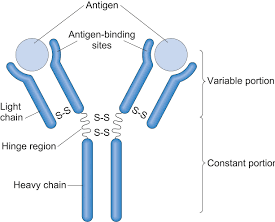 Antigen
Antigen-binding
sites
Variable portion
Light
chain
S-S
S-S
S-S
S-S
Hinge region
Constant portion
Heavy chain